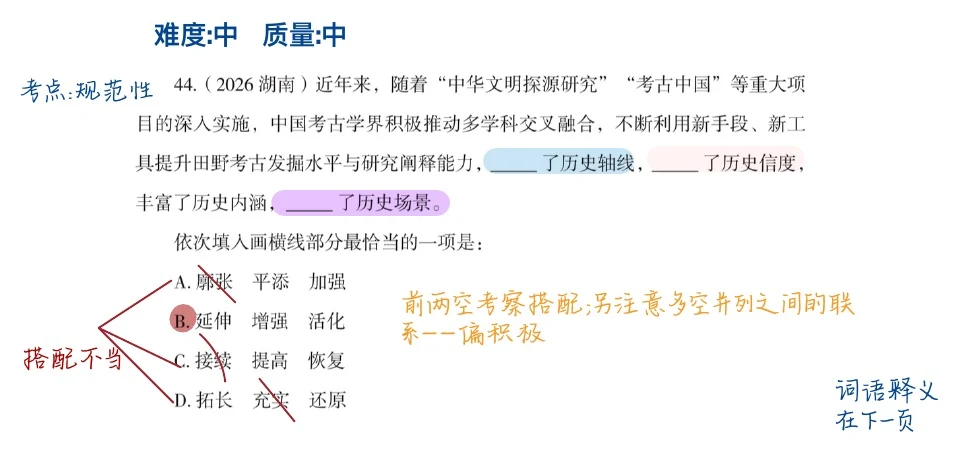 难度:中 质量:中
考点:规范性
44.（2026 湖南）近年来，随着“中华文明探源研究”“考古中国”等重大项
目的深入实施，中国考古学界积极推动多学科交叉融合，不断利用新手段、新工
具提升田野考古发掘水平与研究阐释能力，_____了历史轴线，_____了历史信度，
丰富了历史内涵，_____了历史场景。
依次填入画横线部分最恰当的一项是：
A. 廓张 平添 加强
B. 延伸 增强 活化
C. 接续 提高 恢复
D. 拓长 充实 还原
搭配不当
前两空考察搭配;另注意多空并列之间的联
系——偏积极
词语释义
在下一页